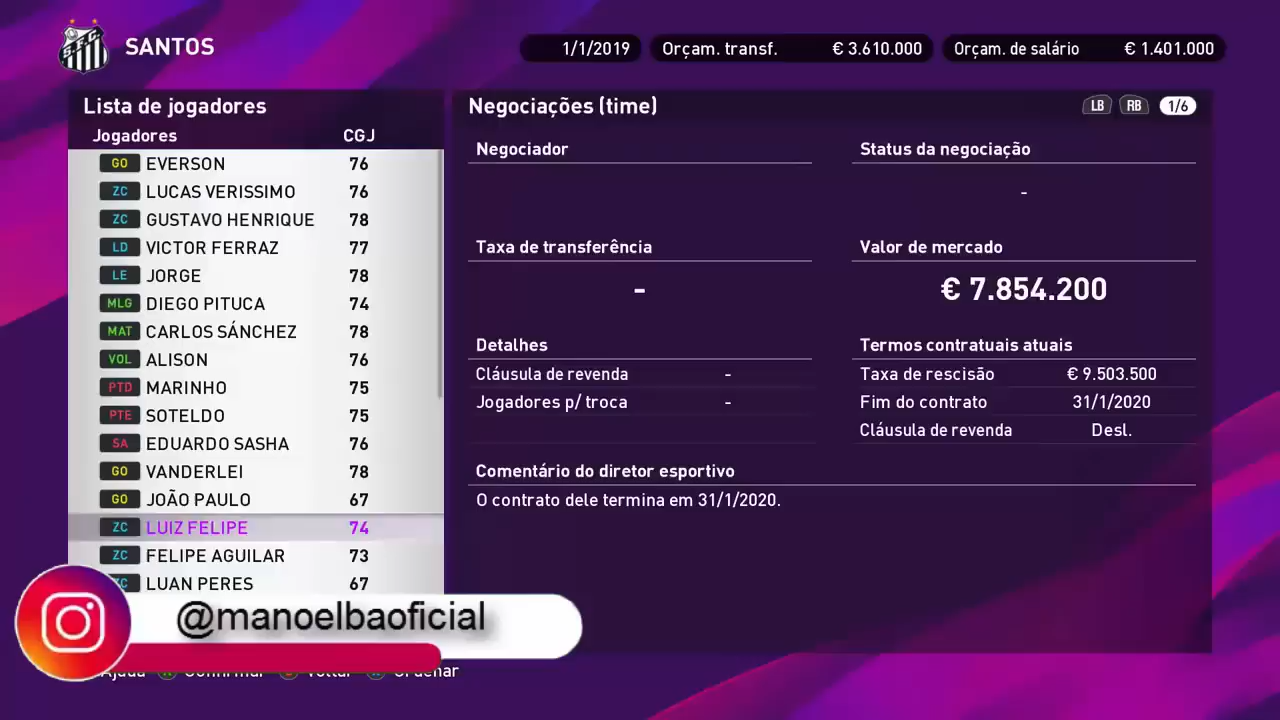 SANTOS
1/1/2019
Orçam. transf. € 3.610.000
Orçam. de salário € 1.401.000
Lista de jogadores
Jogadores CGJ
GO EVERSON 76
ZC LUCAS VERISSIMO 76
ZC GUSTAVO HENRIQUE 78
LD VICTOR FERRAZ 77
LE JORGE 78
MLG DIEGO PITUCA 74
MAT CARLOS SÁNCHEZ 78
VOL ALISON 76
PTD MARINHO 75
PTE SOTELDO 75
SA EDUARDO SASHA 76
GO VANDERLEI 78
GO JOÃO PAULO 67
ZC LUIZ FELIPE 74
ZC FELIPE AGUILAR 73
ZC LUAN PERES 67
Negociações (time)
LB RB 1/6
Negociador
Status da negociação
-
Taxa de transferência
-
Valor de mercado
€ 7.854.200
Detalhes
Cláusula de revenda -
Jogadores p/ troca -
Termos contratuais atuais
Taxa de rescisão € 9.503.500
Fim do contrato 31/1/2020
Cláusula de revenda Desl.
Comentário do diretor esportivo
O contrato dele termina em 31/1/2020.
@manoelbaoficial
Ajuda Confirmar Voltar Ordenar